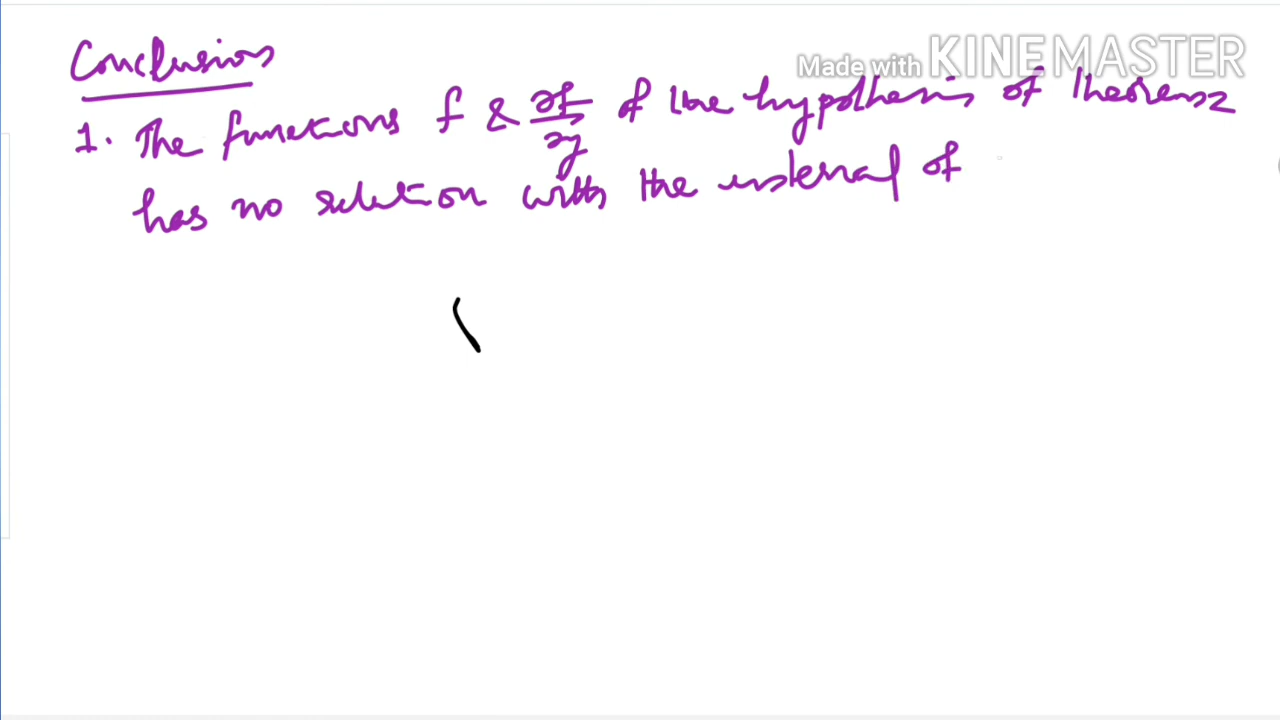 Conclusion
Made with KINEMASTER
1. The functions f & ∂f/∂y of the hypothesis of theorem 2
has no solution with the interval of
(